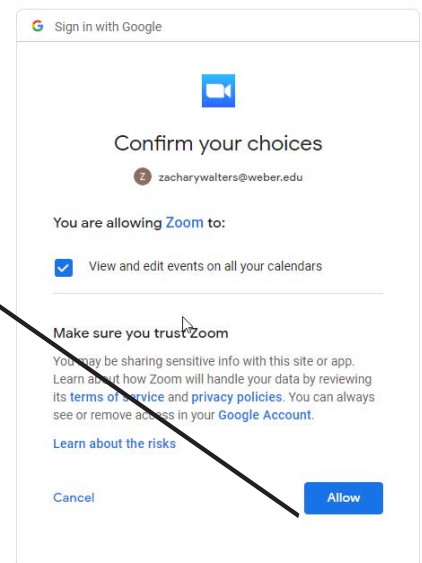 G Sign in with Google
Confirm your choices
Z zacharywalters@weber.edu
You are allowing Zoom to:
View and edit events on all your calendars
Make sure you trust Zoom
You may be sharing sensitive info with this site or app.
Learn about how Zoom will handle your data by reviewing
its terms of service and privacy policies. You can always
see or remove access in your Google Account.
Learn about the risks
Cancel
Allow